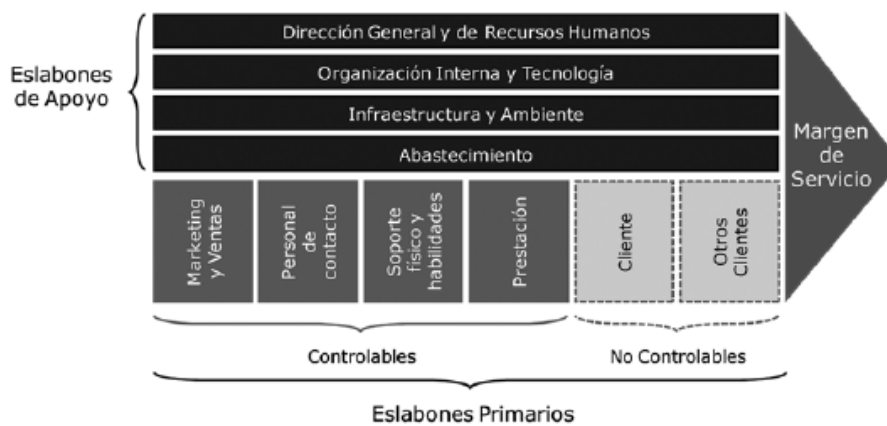 Eslabones
de Apoyo
Dirección General y de Recursos Humanos
Organización Interna y Tecnología
Infraestructura y Ambiente
Abastecimiento
Margen
de
Servicio
Marketing
y Ventas
Personal
de
contacto
Soporte
físico y
habilidades
Prestación
Cliente
Otros
Clientes
Controlables
No Controlables
Eslabones Primarios